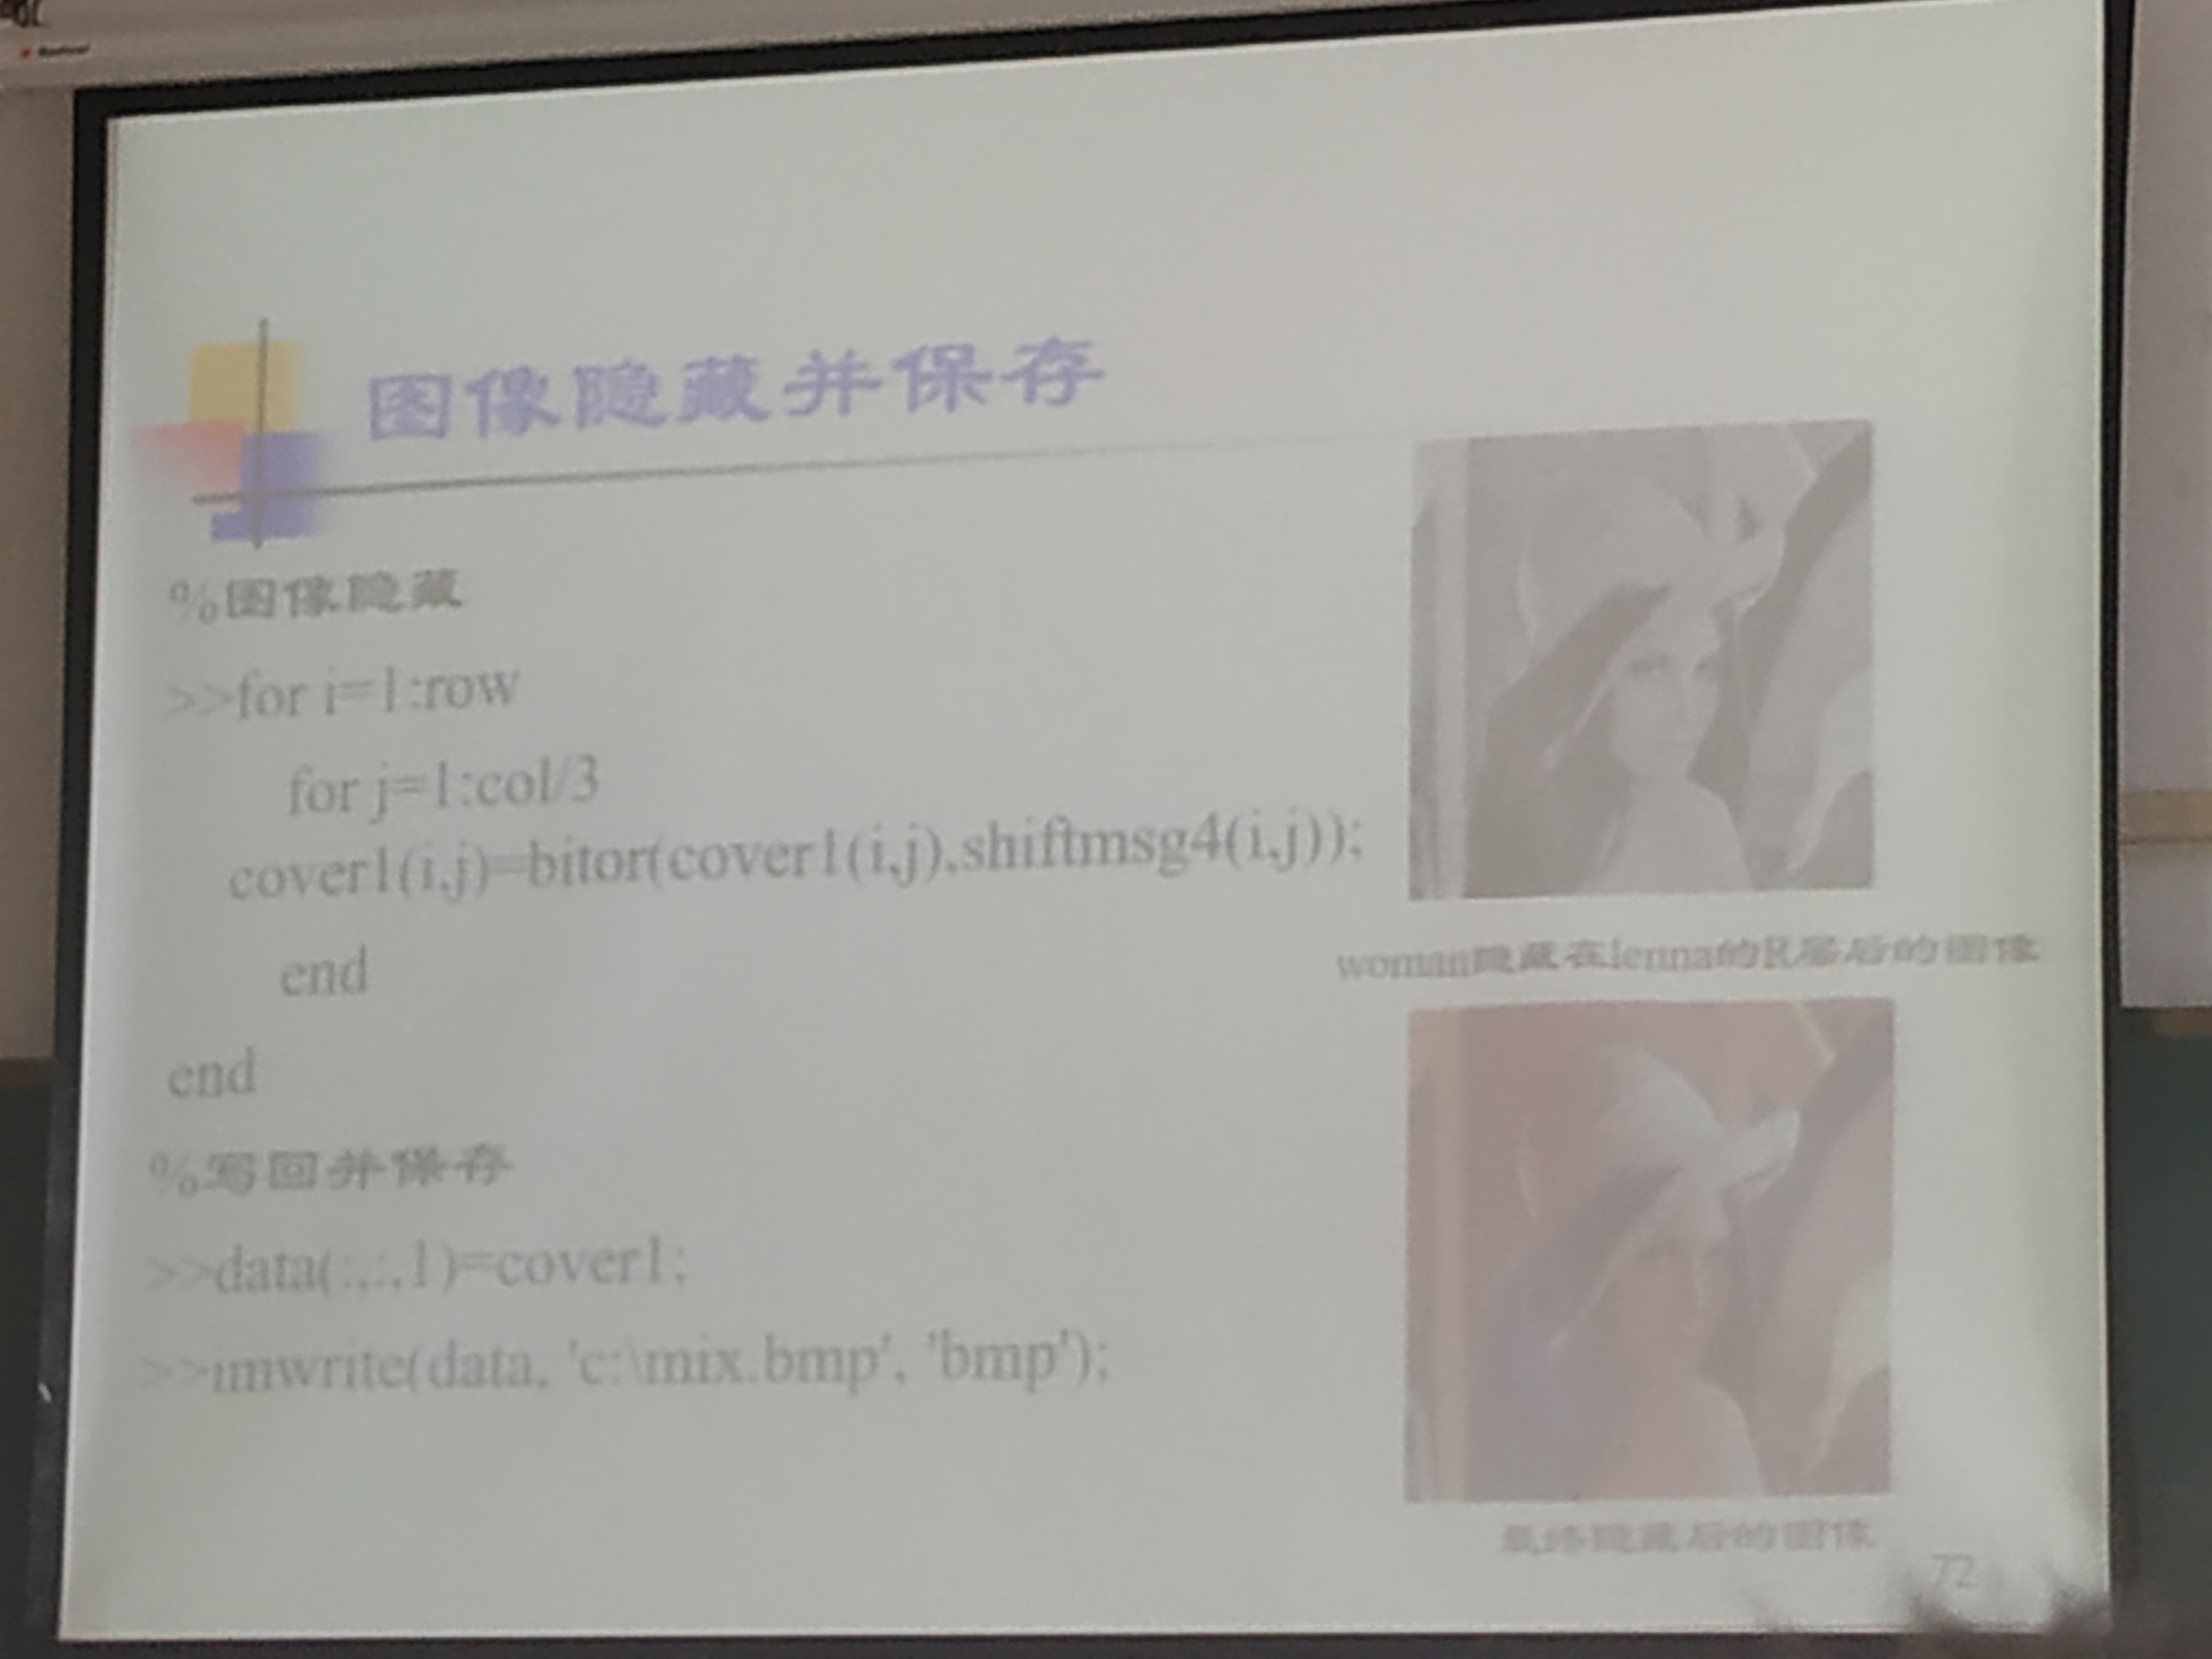 图像隐藏并保存
%图像隐藏
>>for i=1:row
for j=1:col/3
cover1(i,j)=bitor(cover1(i,j),shiftmsg4(i,j));
end
end
%写回并保存
>>data(:,:,1)=cover1;
>>imwrite(data, 'c:\mix.bmp', 'bmp');
woman隐藏在lenna的R层后的图像
最终隐藏后的图像
72